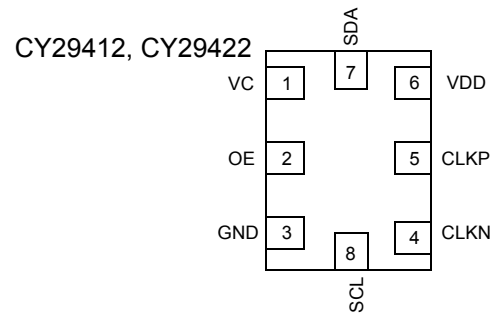 CY29412, CY29422
SDA
7
VC 1
6 VDD
OE 2
5 CLKP
GND 3
4 CLKN
8
SCL